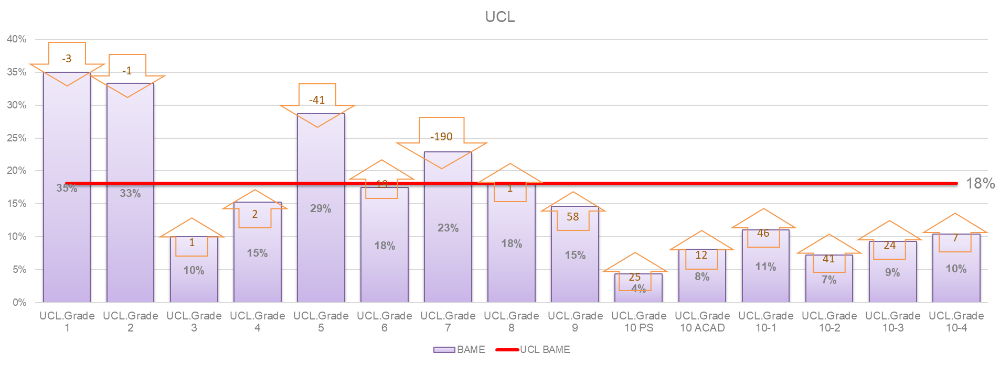 UCL
40%
35%
30%
25%
20%
15%
10%
5%
0%
-3
-1
1
2
-41
19
-190
1
58
25
12
46
41
24
7
35%
33%
10%
15%
29%
18%
23%
18%
15%
4%
8%
11%
7%
9%
10%
18%
UCL.Grade 1
UCL.Grade 2
UCL.Grade 3
UCL.Grade 4
UCL.Grade 5
UCL.Grade 6
UCL.Grade 7
UCL.Grade 8
UCL.Grade 9
UCL.Grade 10 PS
UCL.Grade 10 ACAD
UCL.Grade 10-1
UCL.Grade 10-2
UCL.Grade 10-3
UCL.Grade 10-4
BAME
UCL BAME